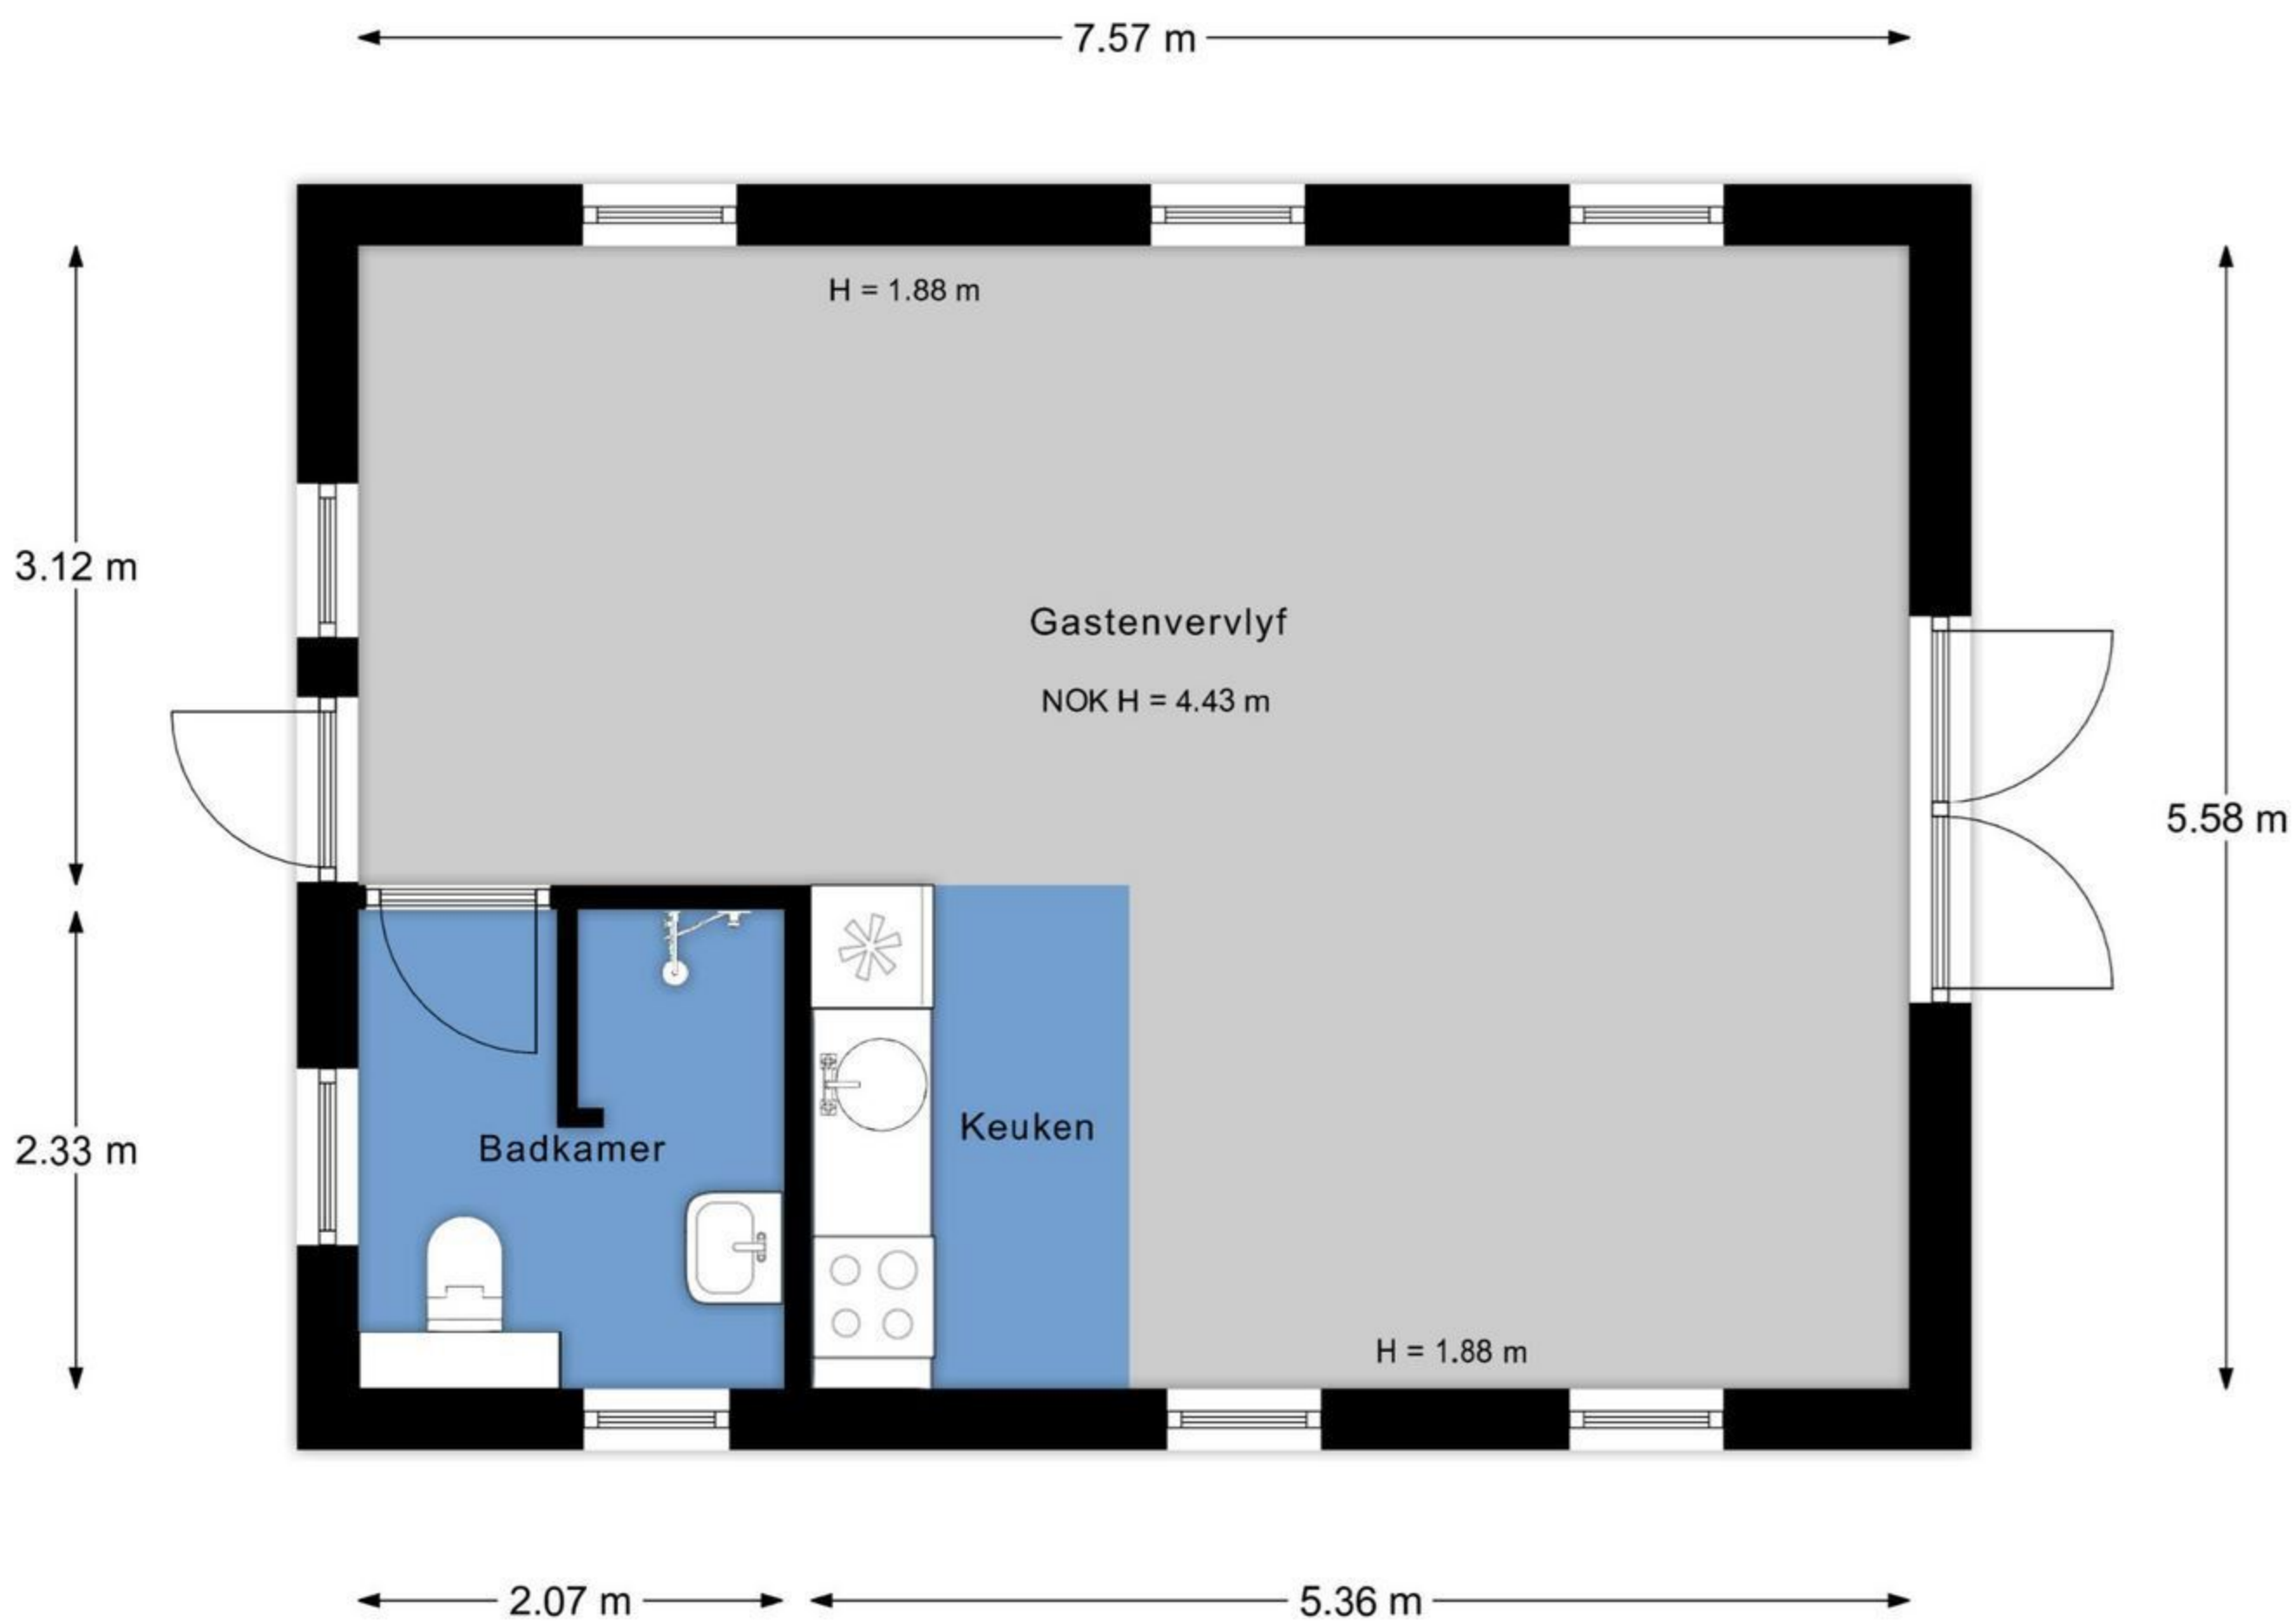 7.57 m
H = 1.88 m
3.12 m
Gastenvervlyf
NOK H = 4.43 m
5.58 m
Keuken
Badkamer
2.33 m
H = 1.88 m
2.07 m
5.36 m